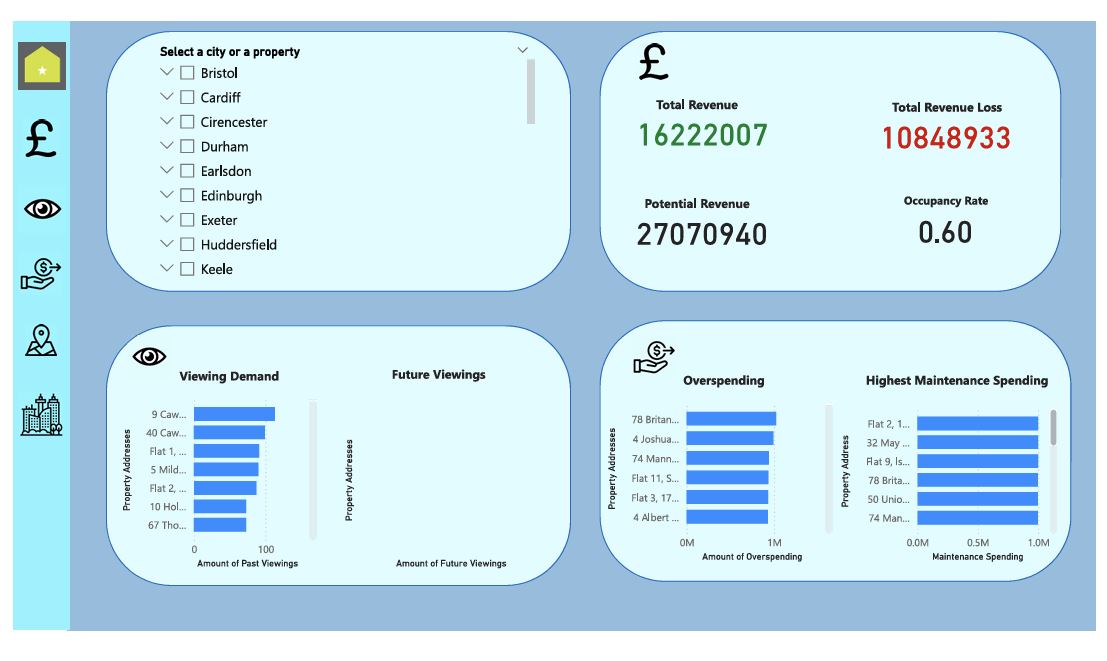 Select a city or a property
Bristol
Cardiff
Cirencester
Durham
Earlsdon
Edinburgh
Exeter
Huddersfield
Keele
£
Total Revenue
16222007
Total Revenue Loss
10848933
Potential Revenue
27070940
Occupancy Rate
0.60
£
Viewing Demand
Property Addresses
9 Caw...
40 Caw...
Flat 1, ...
5 Mild...
Flat 2, ...
10 Hol...
67 Tho...
0 100
Amount of Past Viewings
Future Viewings
Property Addresses
Amount of Future Viewings
$
Overspending
Property Addresses
78 Britan...
4 Joshua...
74 Mann...
Flat 11, S...
Flat 3, 17...
4 Albert ...
0M 1M
Amount of Overspending
Highest Maintenance Spending
Property Address
Flat 2, 1...
32 May ...
Flat 9, Is...
78 Brita...
50 Unio...
74 Man...
0.0M 0.5M 1.0M
Maintenance Spending
$